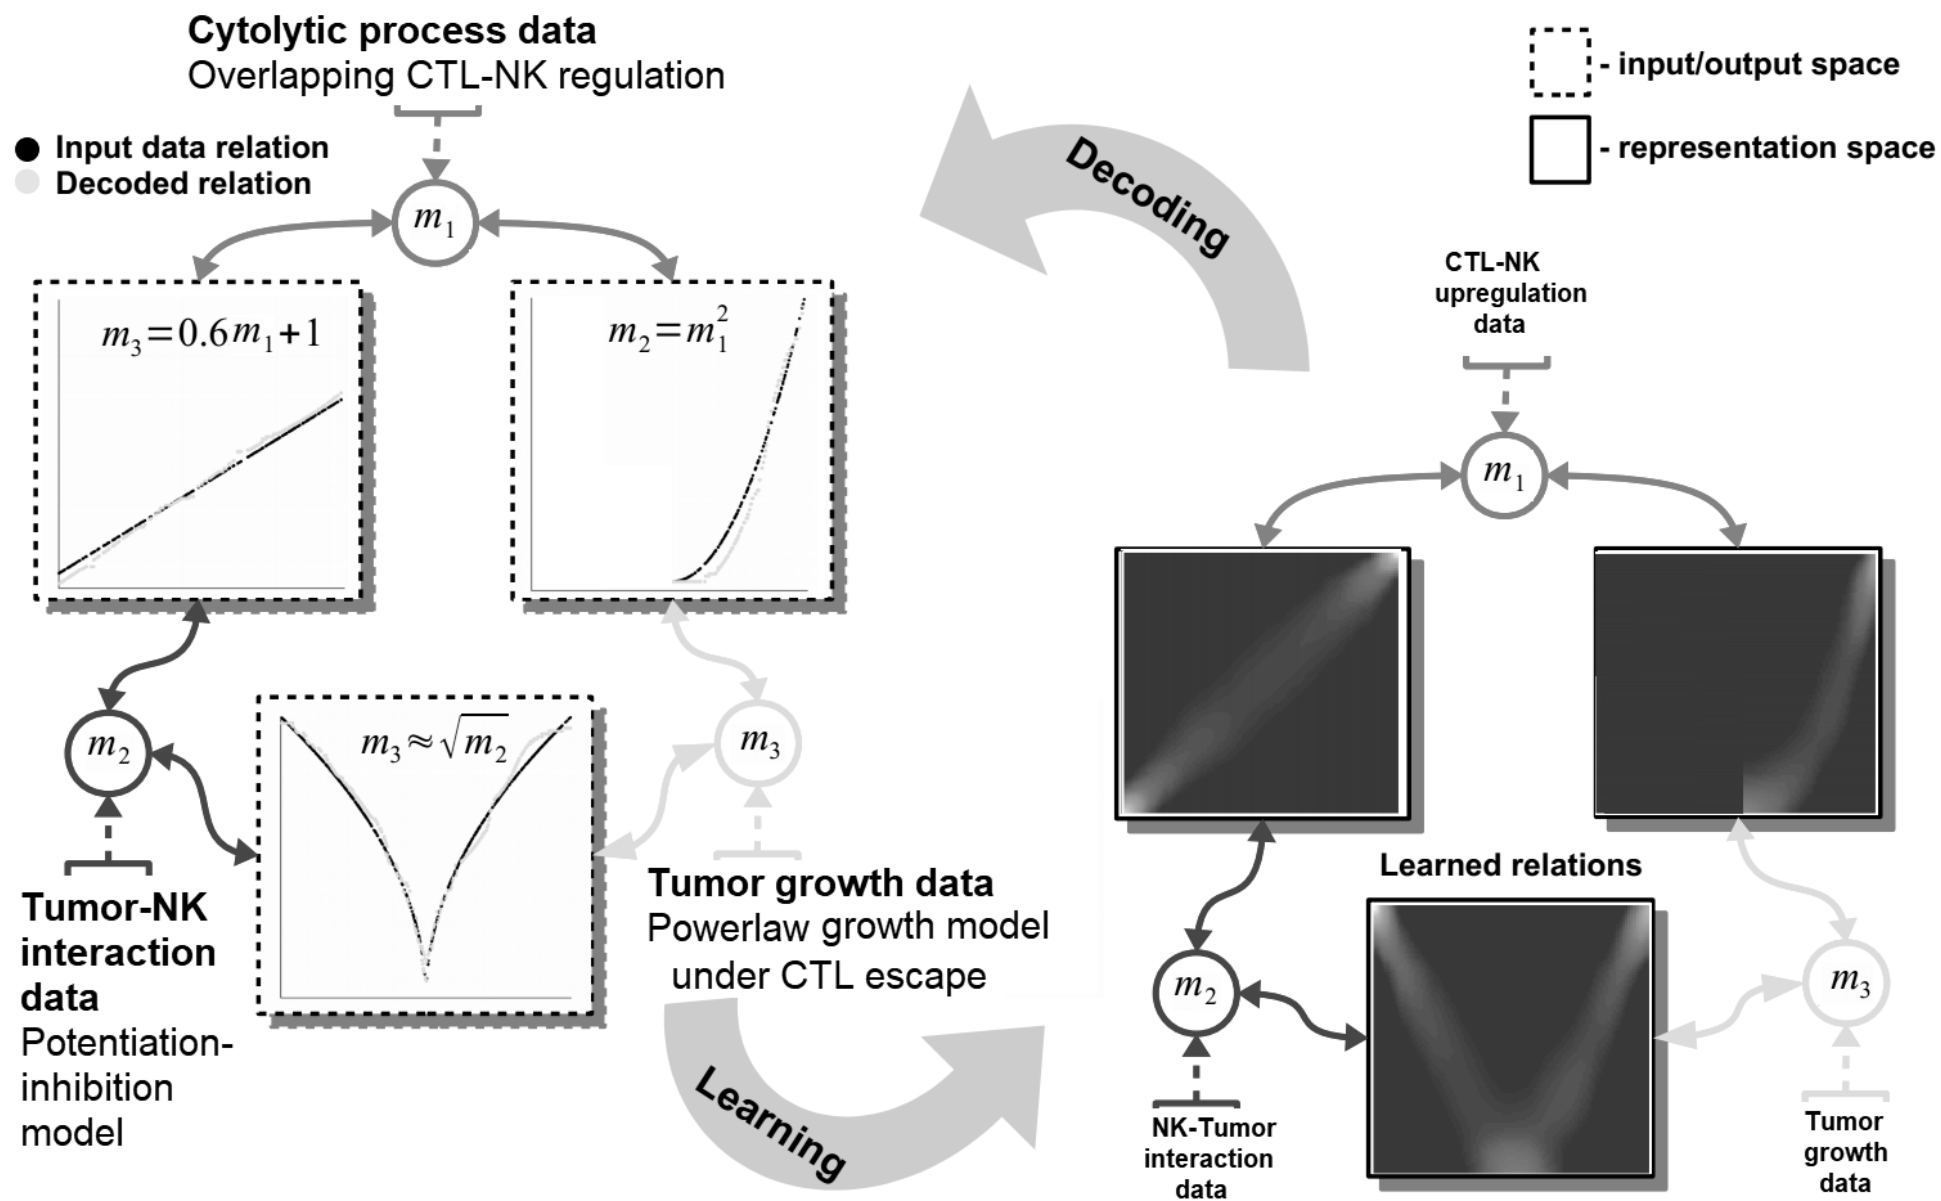 Cytolytic process data
Overlapping CTL-NK regulation
Input data relation
Decoded relation
m₁
m₃=0.6m₁+1
m₂=m₁²
m₂
m₃≈√m₂
m₃
Tumor-NK
interaction
data
Potentiation-
inhibition
model
Tumor growth data
Powerlaw growth model
under CTL escape
Decoding
Learning
- input/output space
- representation space
CTL-NK
upregulation
data
m₁
Learned relations
m₂
m₃
NK-Tumor
interaction
data
Tumor
growth
data